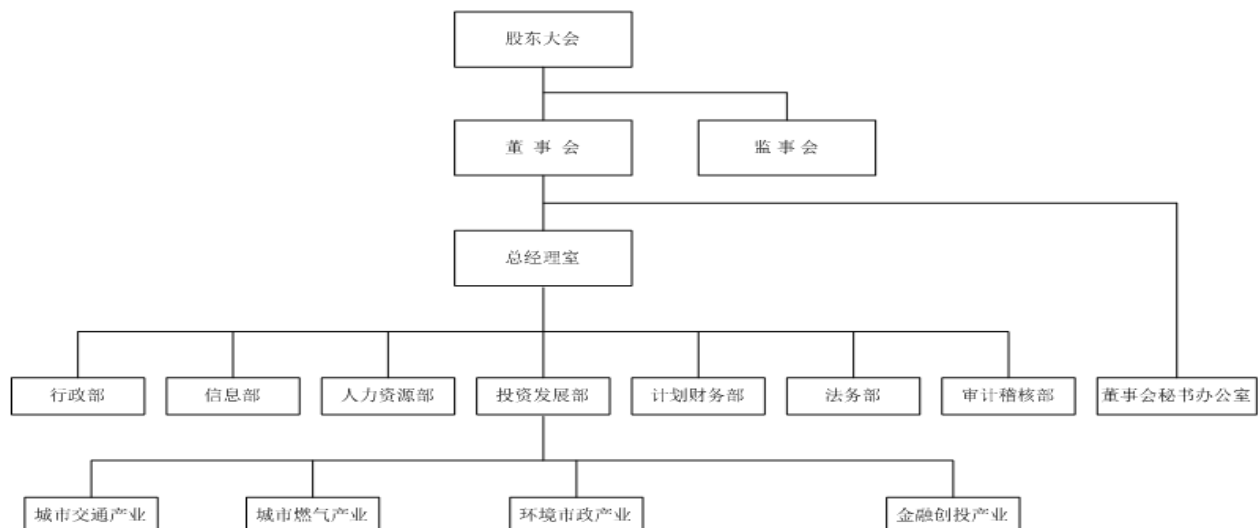 股东大会
董 事 会
监 事 会
总经理室
行政部
信息部
人力资源部
投资发展部
计划财务部
法务部
审计稽核部
董事会秘书办公室
城市交通产业
城市燃气产业
环境市政产业
金融创投产业